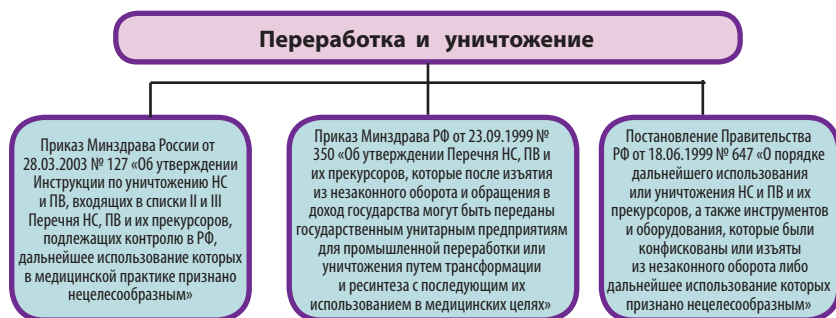 Переработка и уничтожение
Приказ Минздрава России от
28.03.2003 № 127 «Об утверждении
Инструкции по уничтожению НС
и ПВ, входящих в списки II и III
Перечня НС, ПВ и их прекурсоров,
подлежащих контролю в РФ,
дальнейшее использование которых
в медицинской практике признано
нецелесообразным»
Приказ Минздрава РФ от 23.09.1999 №
350 «Об утверждении Перечня НС, ПВ и
их прекурсоров, которые после изъятия
из незаконного оборота и обращения в
доход государства могут быть переданы
государственным унитарным предприятиям
для промышленной переработки или
уничтожения путем трансформации
и ресинтеза с последующим их
использованием в медицинских целях»
Постановление Правительства
РФ от 18.06.1999 № 647 «О порядке
дальнейшего использования
или уничтожения НС и ПВ и их
прекурсоров, а также инструментов
и оборудования, которые были
конфискованы или изъяты
из незаконного оборота либо
дальнейшее использование которых
признано нецелесообразным»